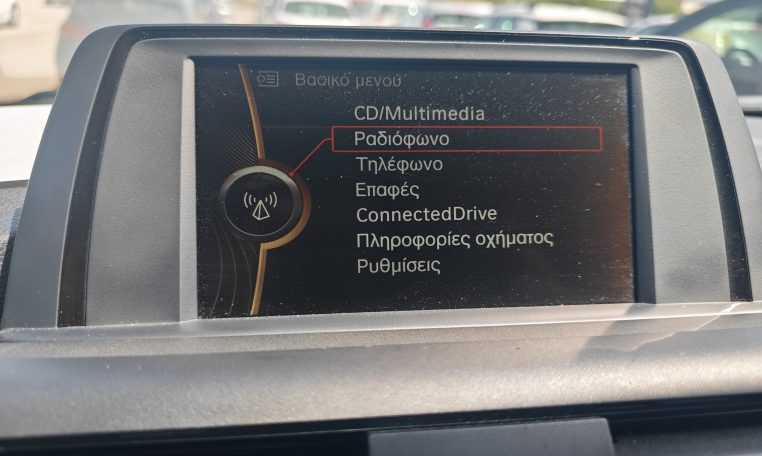 Βασικό μενού
CD/Multimedia
Ραδιόφωνο
Τηλέφωνο
Επαφές
ConnectedDrive
Πληροφορίες οχήματος
Ρυθμίσεις